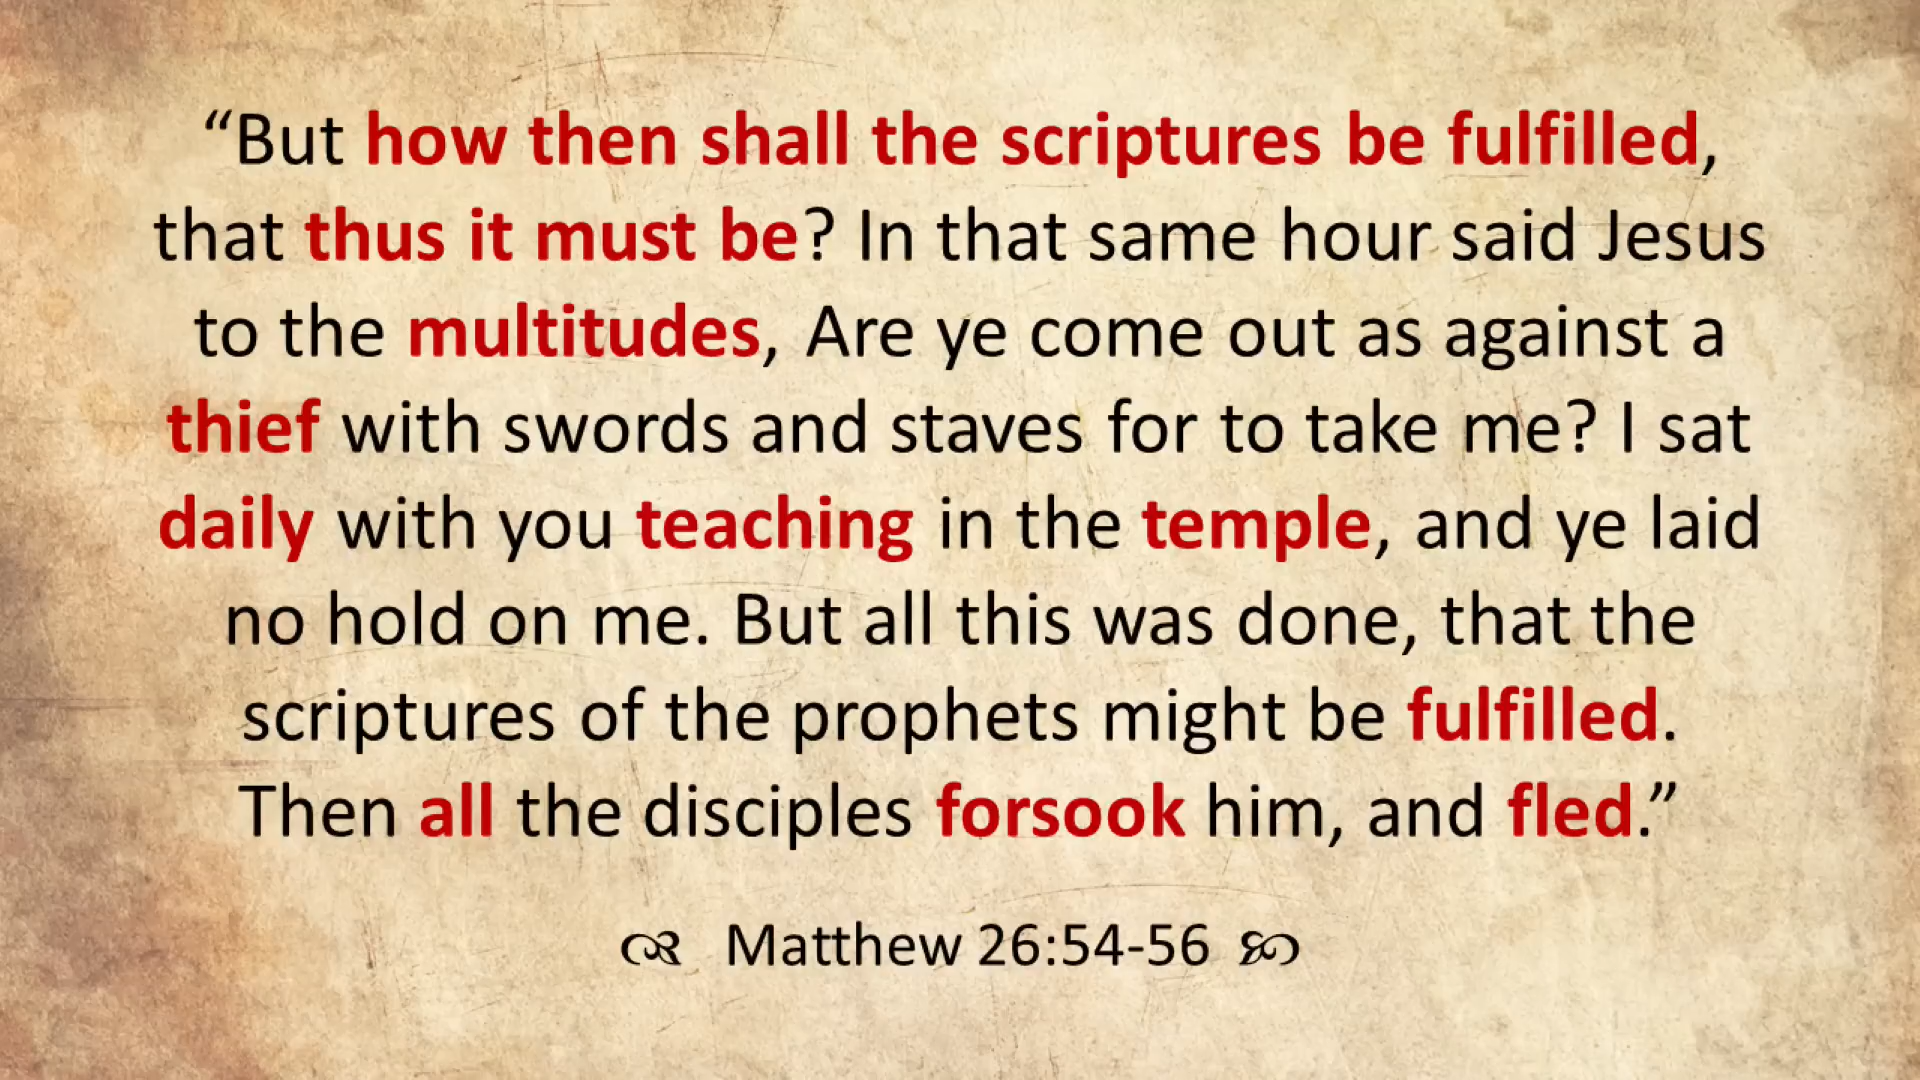 “But how then shall the scriptures be fulfilled,
that thus it must be? In that same hour said Jesus
to the multitudes, Are ye come out as against a
thief with swords and staves for to take me? I sat
daily with you teaching in the temple, and ye laid
no hold on me. But all this was done, that the
scriptures of the prophets might be fulfilled.
Then all the disciples forsook him, and fled.”
Matthew 26:54-56